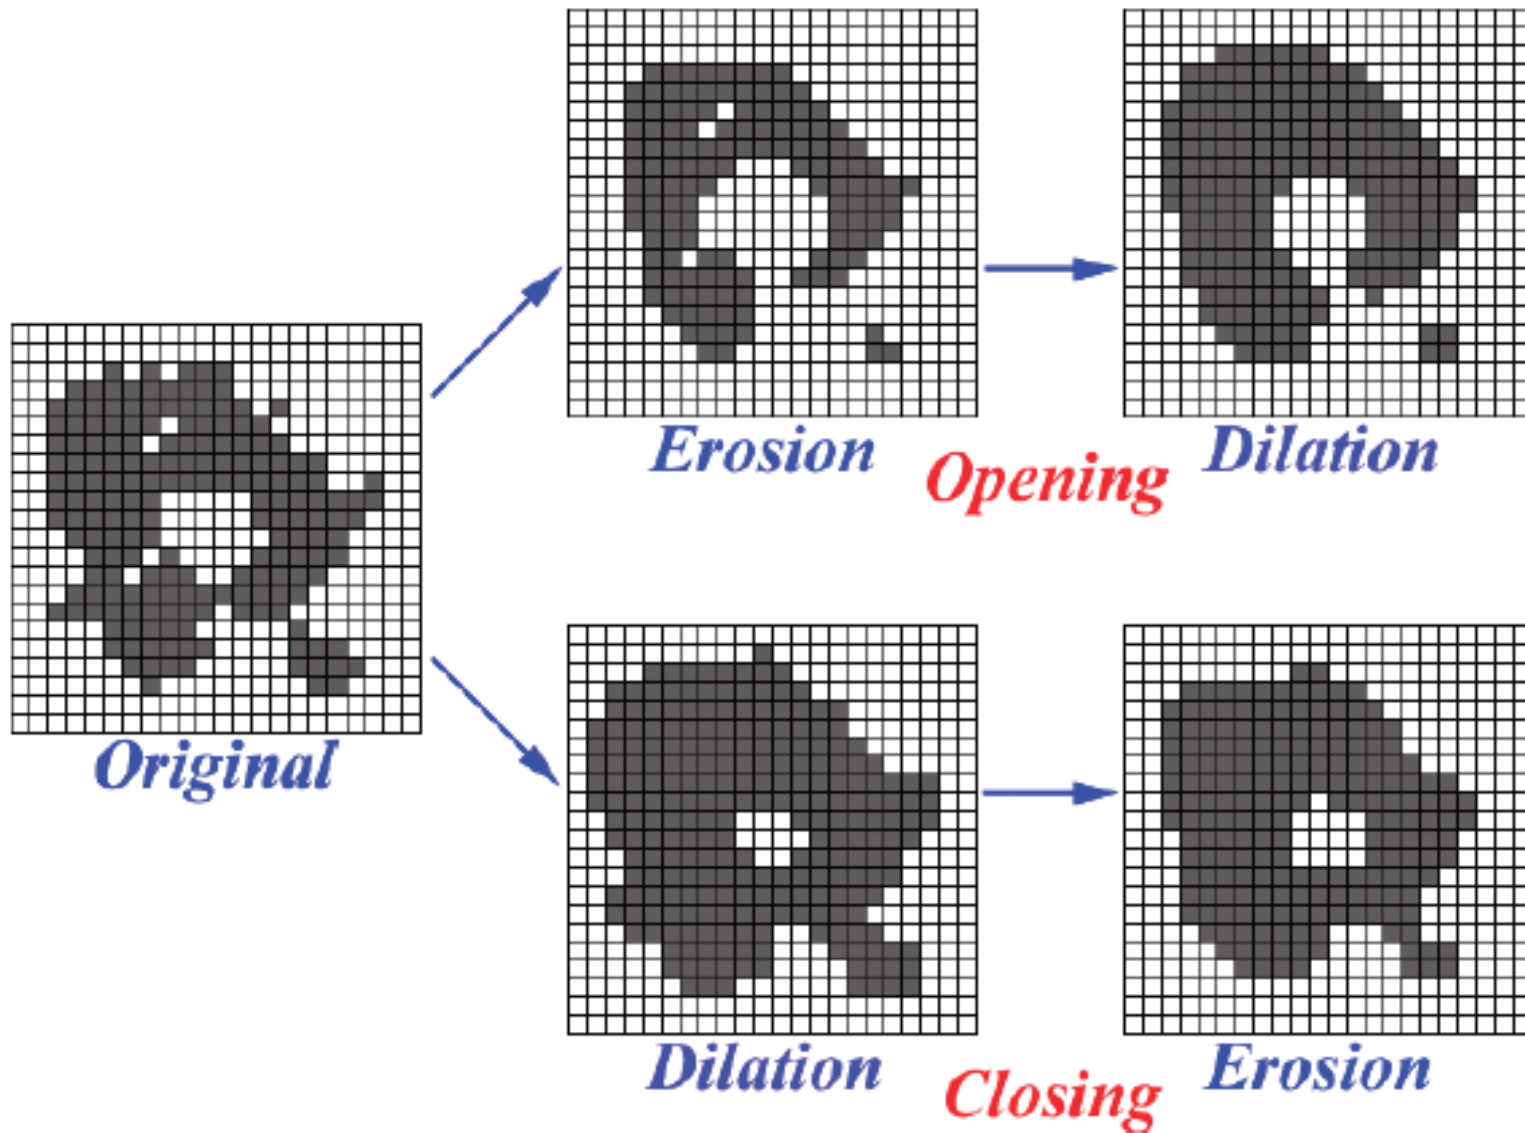 Erosion
Opening
Dilation
Original
Dilation
Closing
Erosion